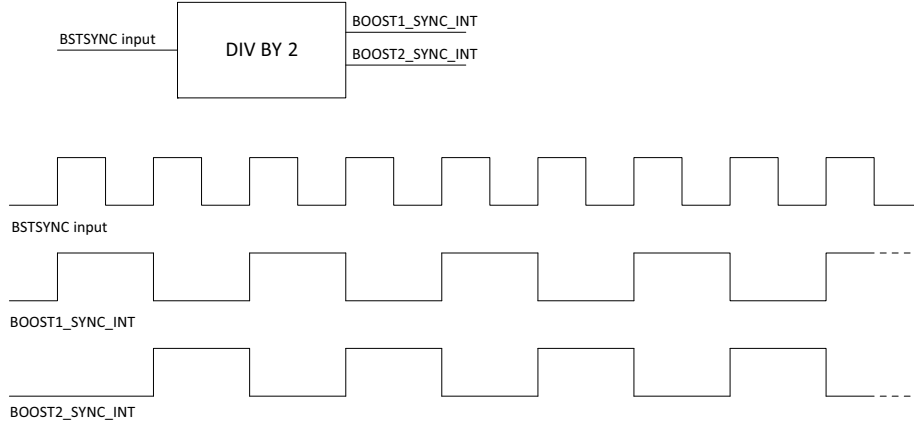 BOOST1_SYNC_INT
BSTSYNC input
DIV BY 2
BOOST2_SYNC_INT
BSTSYNC input
BOOST1_SYNC_INT
BOOST2_SYNC_INT